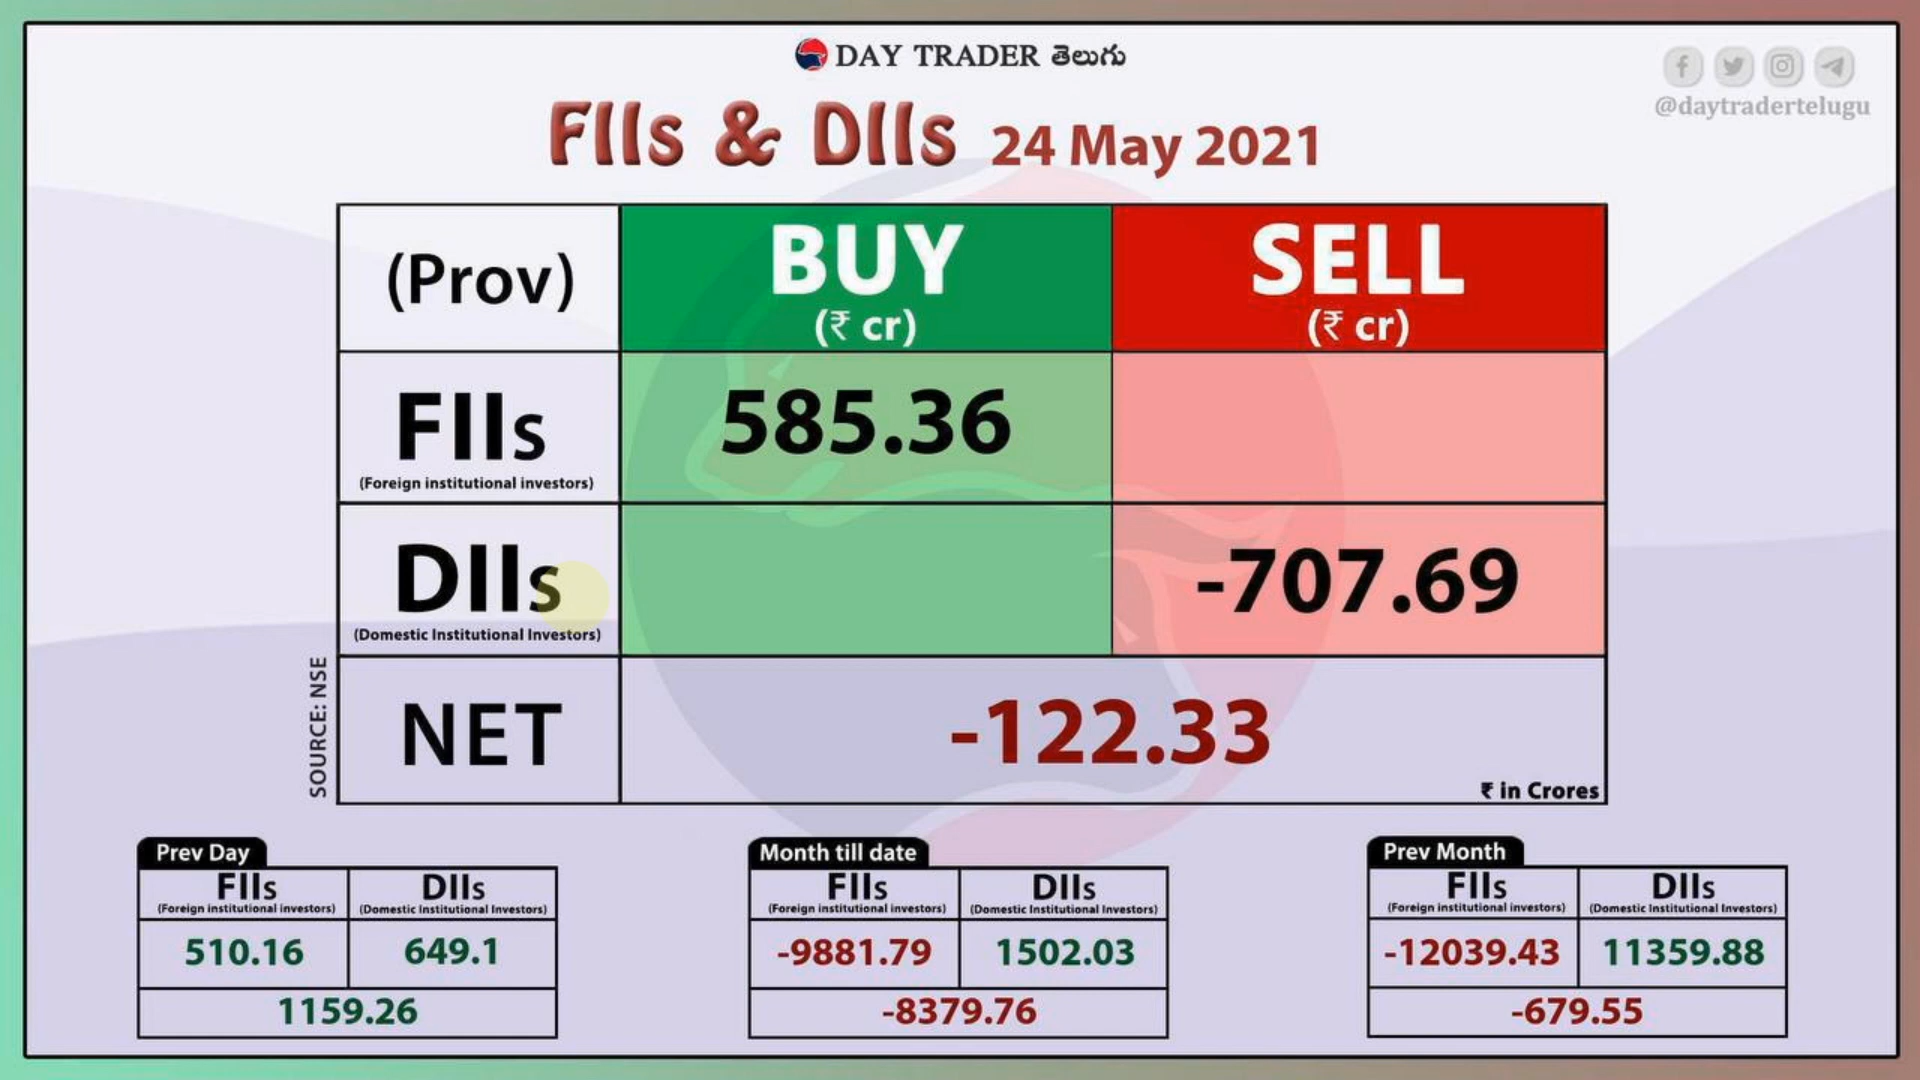 DAY TRADER తెలుగు
@daytradertelugu
FIIs & DIIs 24 May 2021
(Prov) BUY SELL
(₹ cr) (₹ cr)
FIIs 585.36
(Foreign institutional investors)
DIIs -707.69
(Domestic Institutional Investors)
NET -122.33
₹ in Crores
SOURCE: NSE
Prev Day
FIIs DIIs
(Foreign institutional investors) (Domestic Institutional Investors)
510.16 649.1
1159.26
Month till date
FIIs DIIs
(Foreign institutional investors) (Domestic Institutional Investors)
-9881.79 1502.03
-8379.76
Prev Month
FIIs DIIs
(Foreign institutional investors) (Domestic Institutional Investors)
-12039.43 11359.88
-679.55